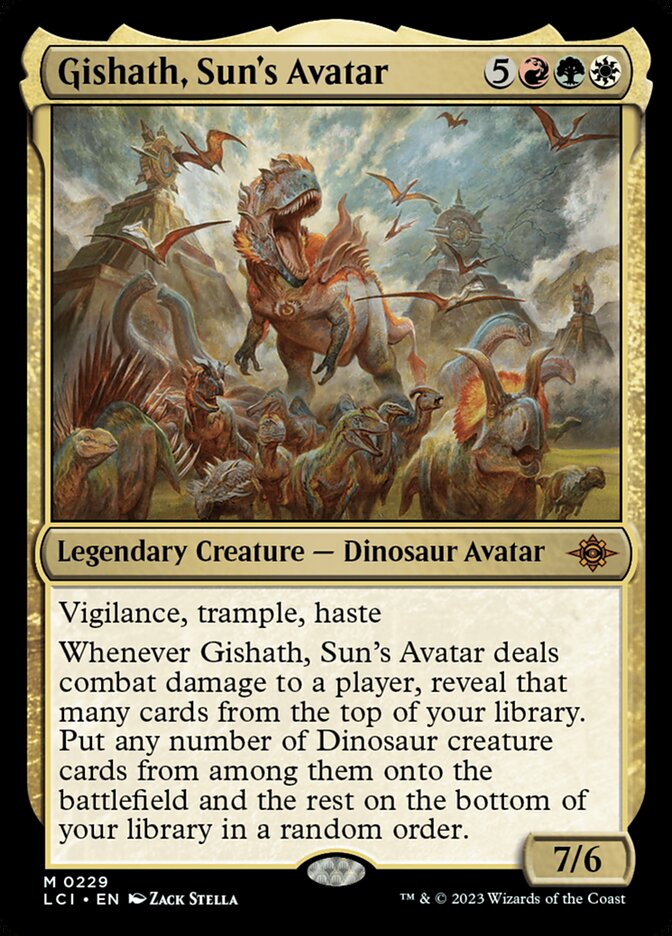 Gishath, Sun's Avatar 5
Legendary Creature — Dinosaur Avatar
Vigilance, trample, haste
Whenever Gishath, Sun's Avatar deals
combat damage to a player, reveal that
many cards from the top of your library.
Put any number of Dinosaur creature
cards from among them onto the
battlefield and the rest on the bottom of
your library in a random order.
7/6
M 0229
LCI • EN Zack Stella
™ & © 2023 Wizards of the Coast